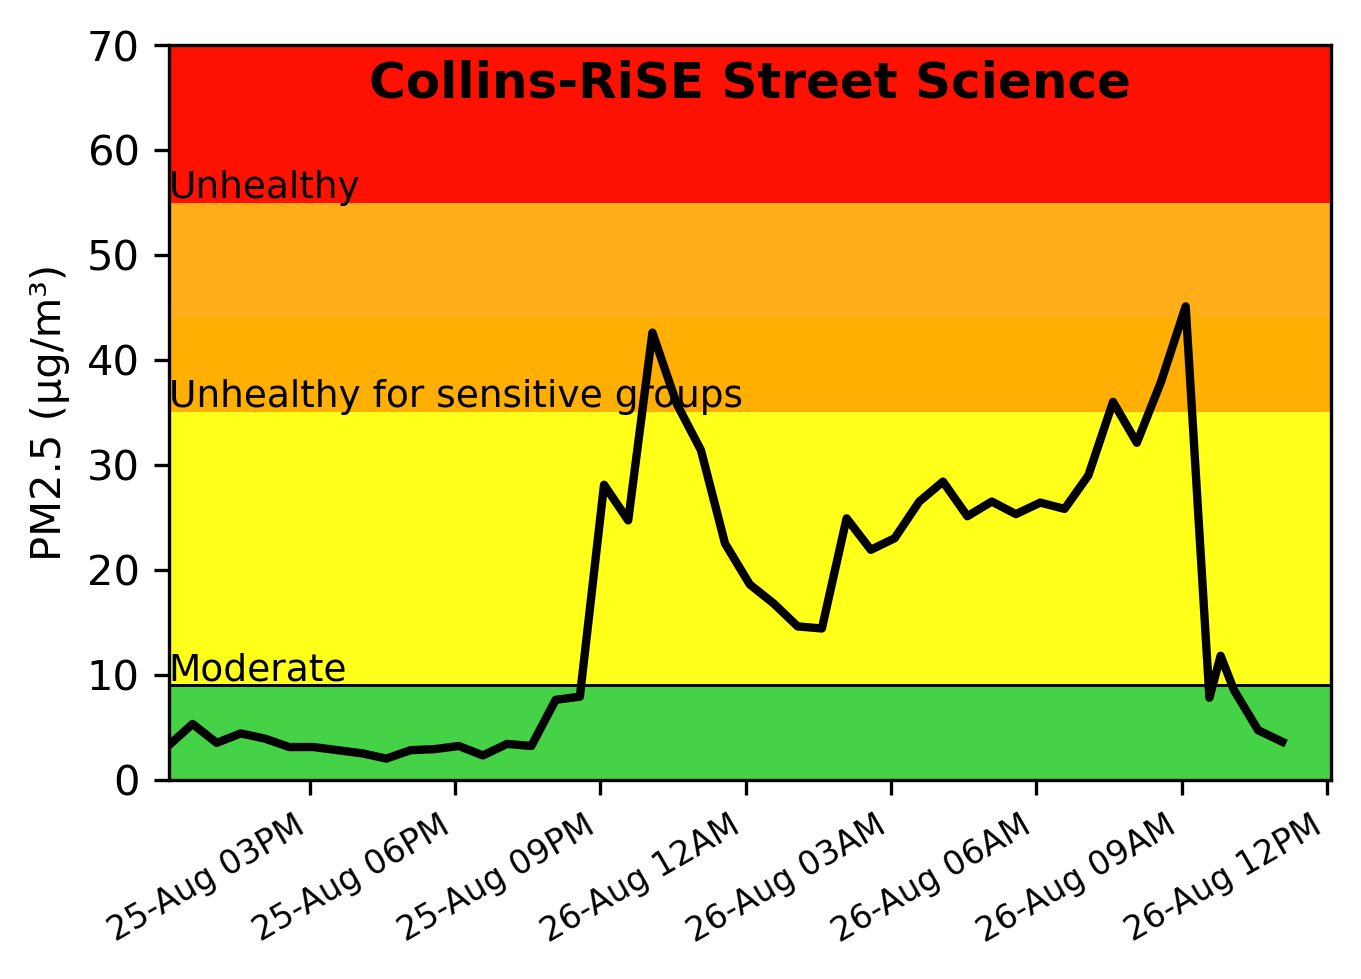 Collins-RiSE Street Science
PM2.5 (µg/m³)
70
60
Unhealthy
50
40
Unhealthy for sensitive groups
30
20
10
Moderate
0
25-Aug 03PM
25-Aug 06PM
25-Aug 09PM
26-Aug 12AM
26-Aug 03AM
26-Aug 06AM
26-Aug 09AM
26-Aug 12PM